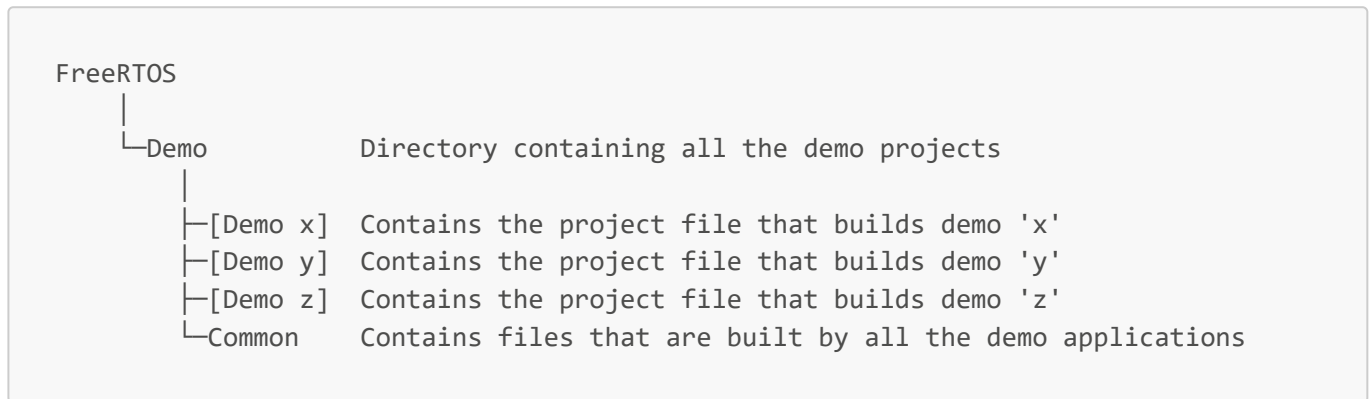 FreeRTOS
│
└─Demo Directory containing all the demo projects
│
├─[Demo x] Contains the project file that builds demo 'x'
├─[Demo y] Contains the project file that builds demo 'y'
├─[Demo z] Contains the project file that builds demo 'z'
└─Common Contains files that are built by all the demo applications